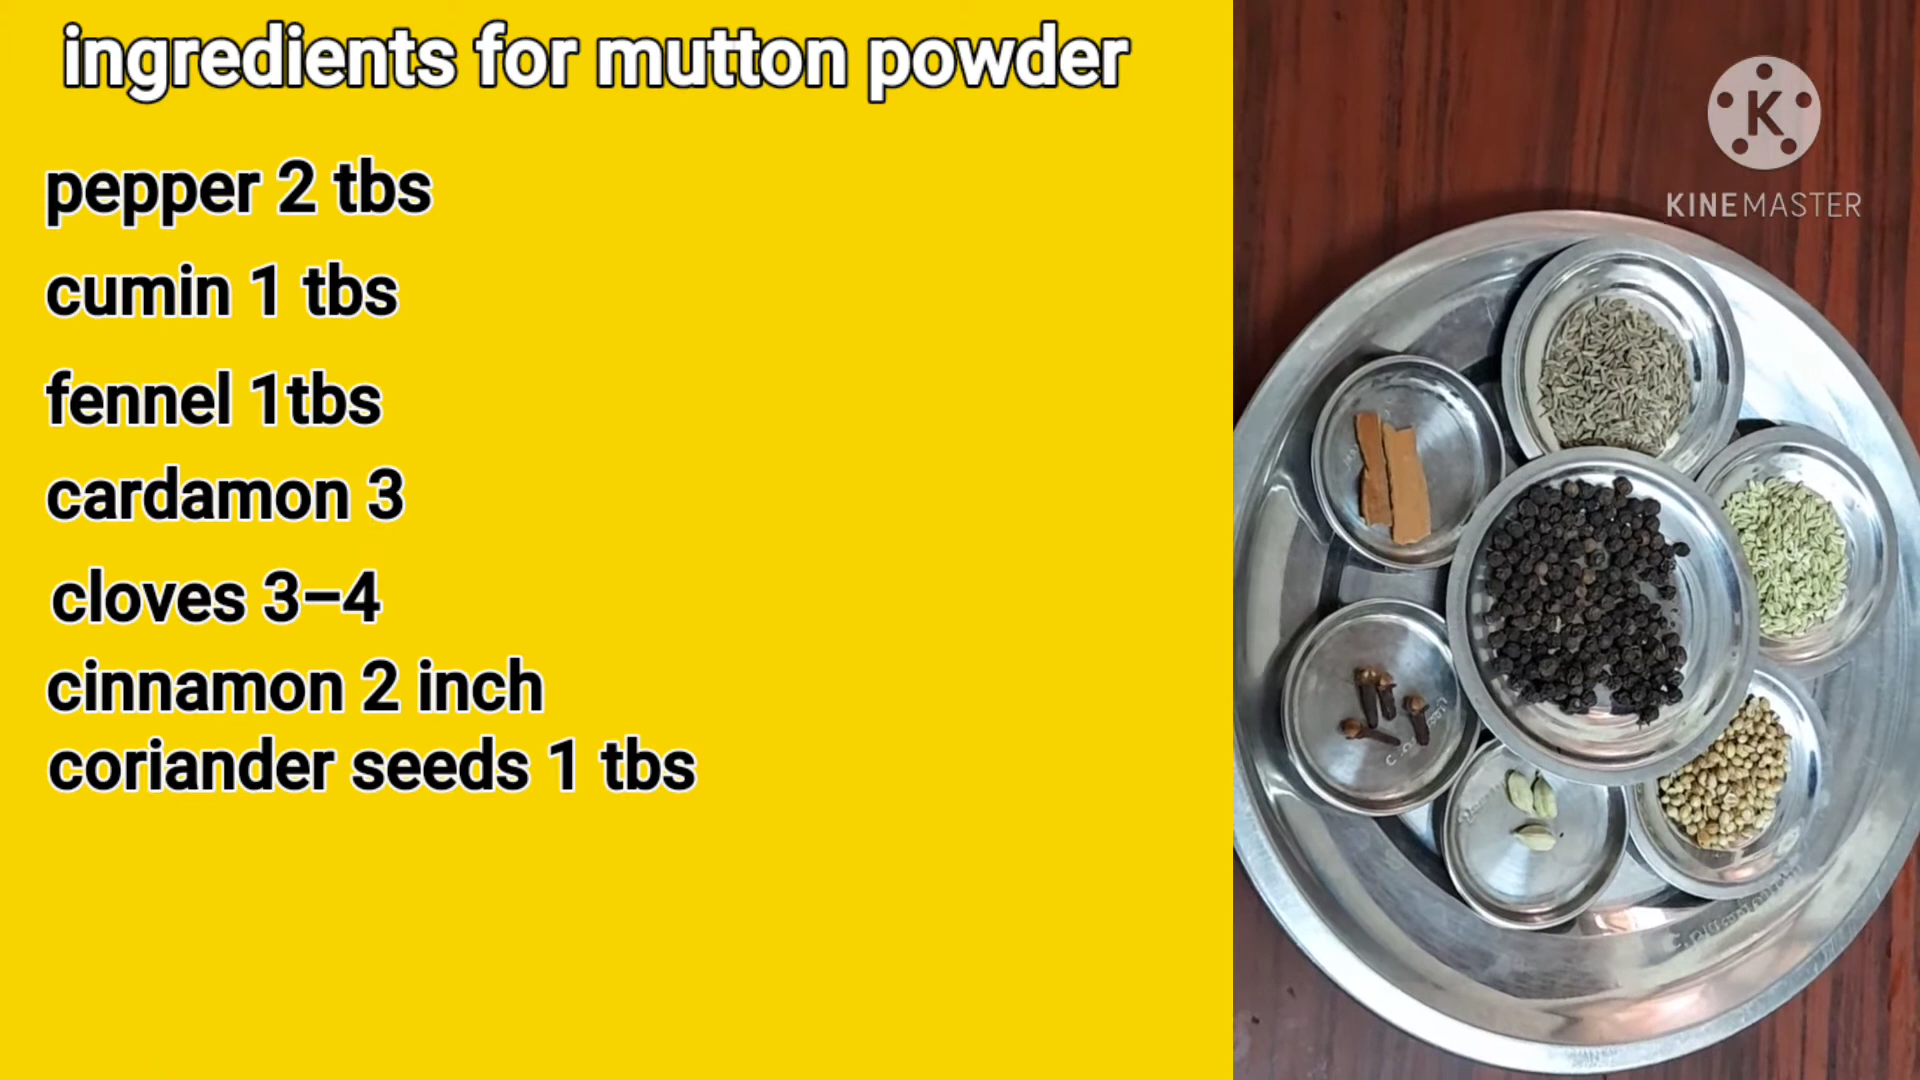 ingredients for mutton powder
pepper 2 tbs
cumin 1 tbs
fennel 1tbs
cardamon 3
cloves 3–4
cinnamon 2 inch
coriander seeds 1 tbs
K
KINEMASTER